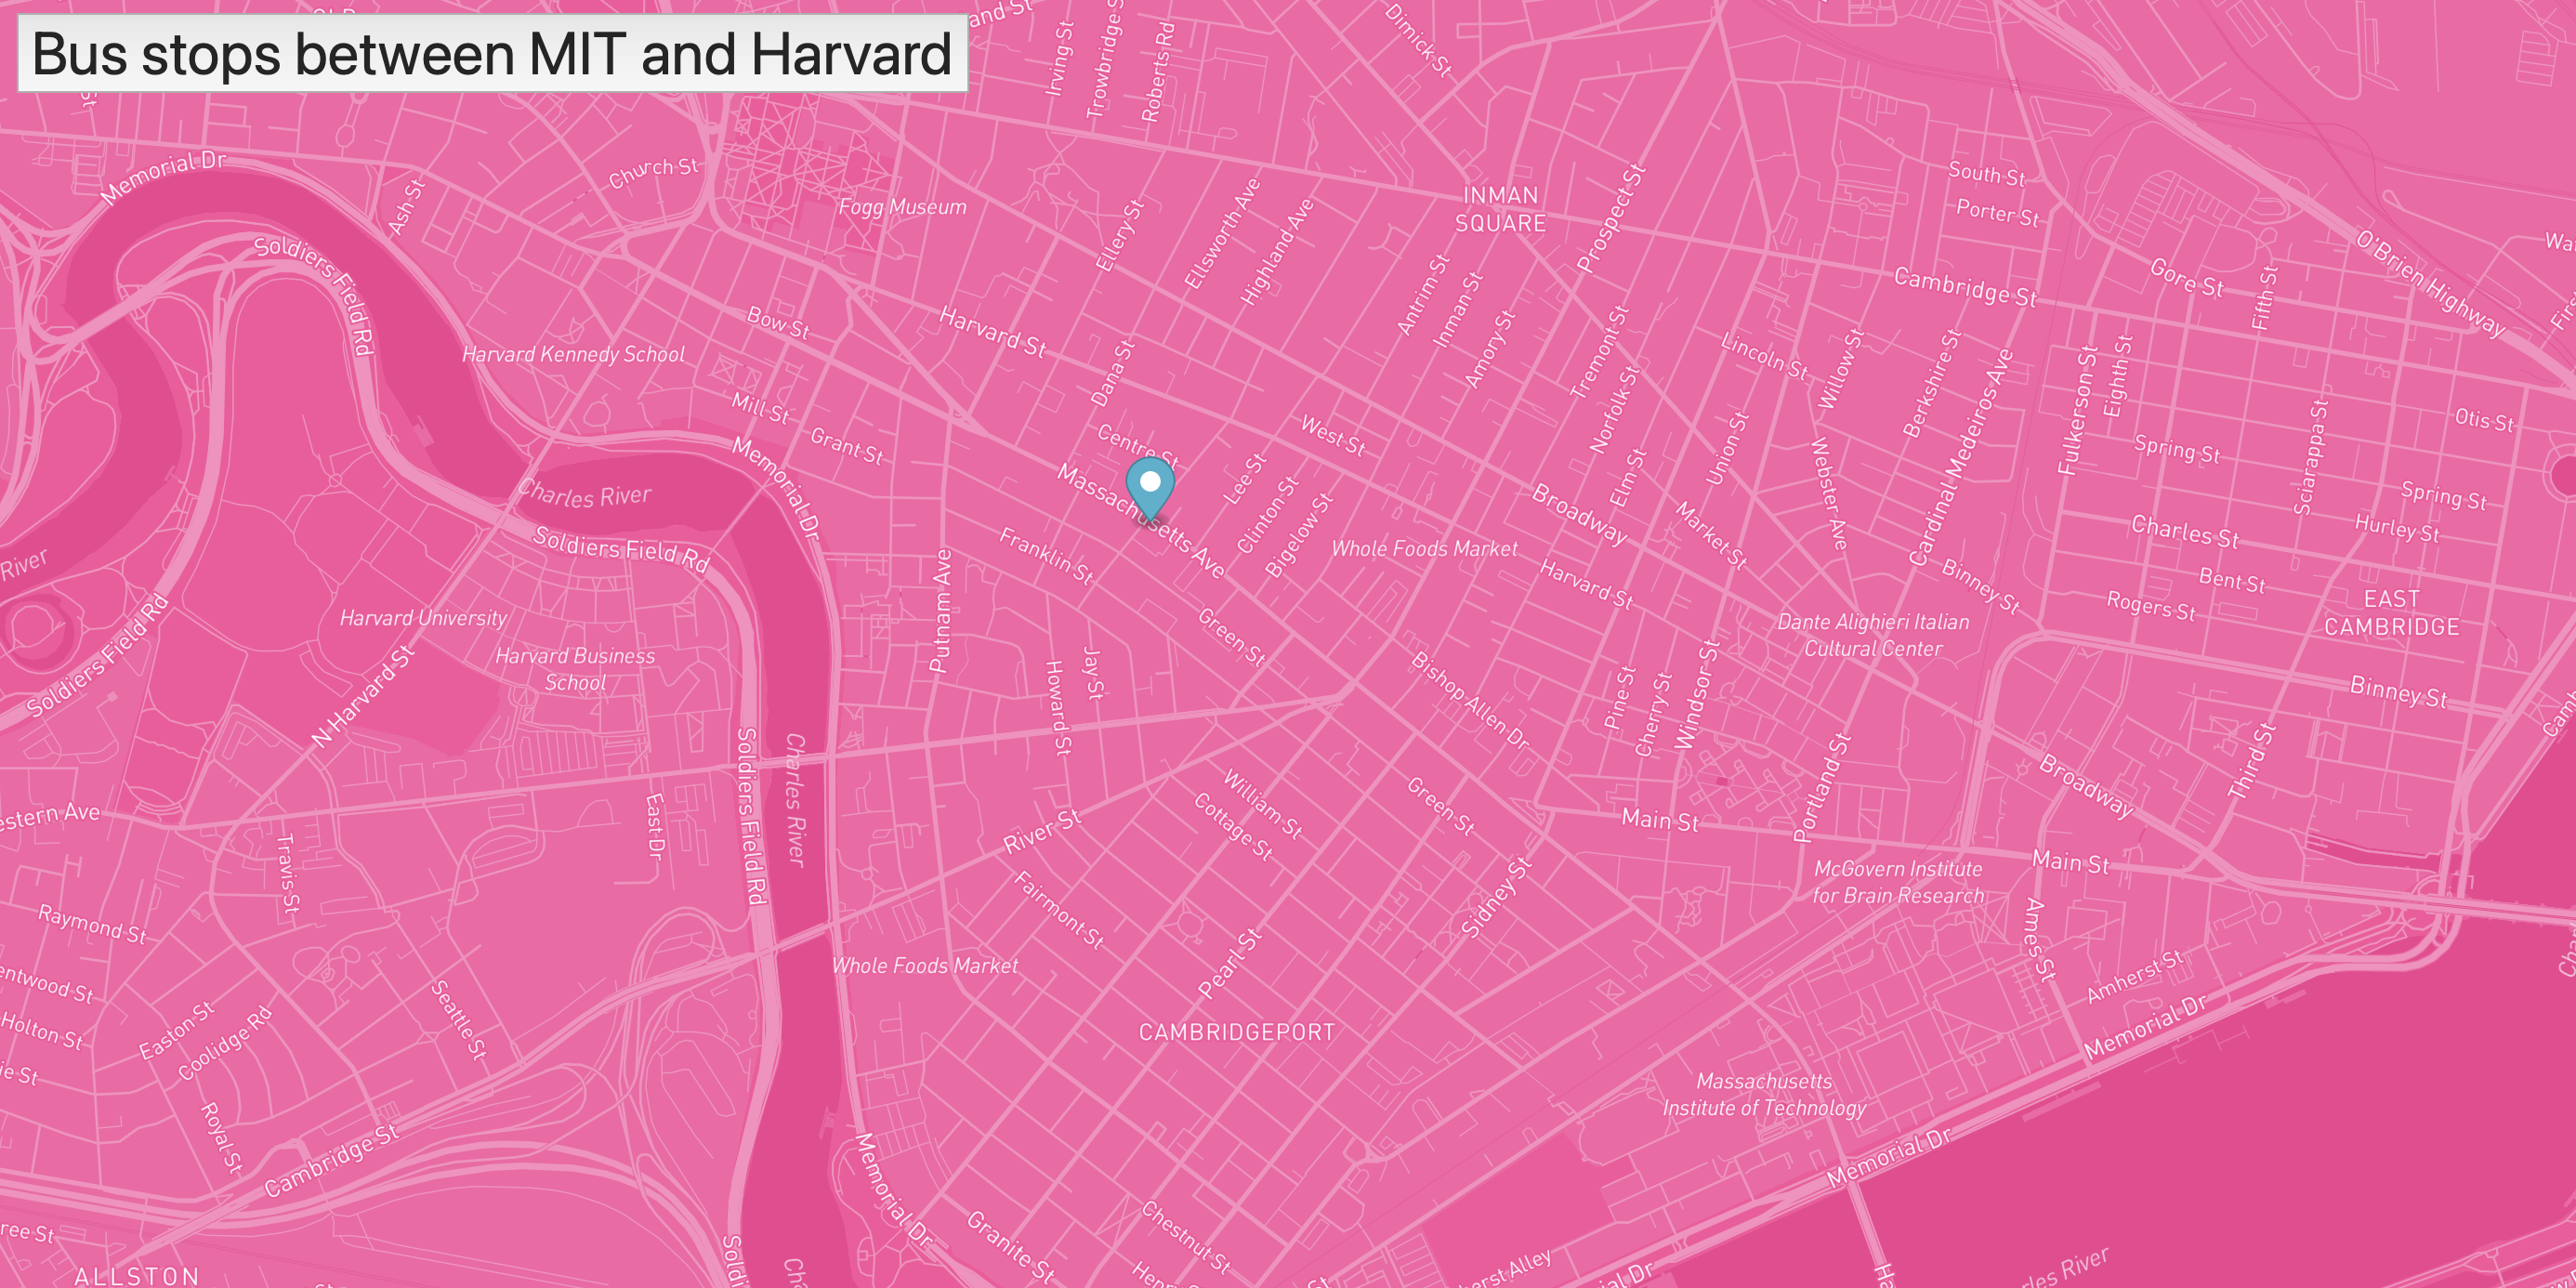 Bus stops between MIT and Harvard
Irving St
Trowbridge S
Roberts Rd
Dimick St
Memorial Dr
Church St
Ash St
Fogg Museum
Ellery St
Ellsworth Ave
Highland Ave
INMAN
SQUARE
Prospect St
South St
Porter St
Cambridge St
Gore St
Fifth St
O'Brien Highway
Soldiers Field Rd
Harvard Kennedy School
Bow St
Harvard St
Dana St
Antrim St
Inman St
Amory St
Tremont St
Norfolk St
Elm St
Lincoln St
Willow St
Berkshire St
Cardinal Medeiros Ave
Fulkerson St
Eighth St
Sciarappa St
Otis St
Spring St
Spring St
Mill St
Grant St
Memorial Dr
Centre St
Massachusetts Ave
Lee St
Clinton St
Bigelow St
West St
Broadway
Union St
Market St
Webster Ave
Charles St
Hurley St
Charles River
River
Soldiers Field Rd
Franklin St
Whole Foods Market
Harvard St
Binney St
Bent St
Rogers St
EAST
CAMBRIDGE
Soldiers Field Rd
Harvard University
Harvard Business
School
N Harvard St
Putnam Ave
Howard St
Jay St
Green St
Bishop Allen Dr
Pine St
Cherry St
Windsor St
Dante Alighieri Italian
Cultural Center
Binney St
Third St
Broadway
Portland St
Main St
Main St
estern Ave
Travis St
East Dr
Soldiers Field Rd
Charles River
River St
William St
Cottage St
Green St
Sidney St
McGovern Institute
for Brain Research
Ames St
Amherst St
Raymond St
entwood St
Holton St
ie St
Easton St
Coolidge Rd
Seattle St
Royal St
Cambridge St
Fairmont St
Whole Foods Market
Pearl St
CAMBRIDGEPORT
Memorial Dr
Massachusetts
Institute of Technology
Memorial Dr
Memorial Dr
Granite St
Chestnut St
ree St
ALLSTON
herst Alley
ial Dr
rles River